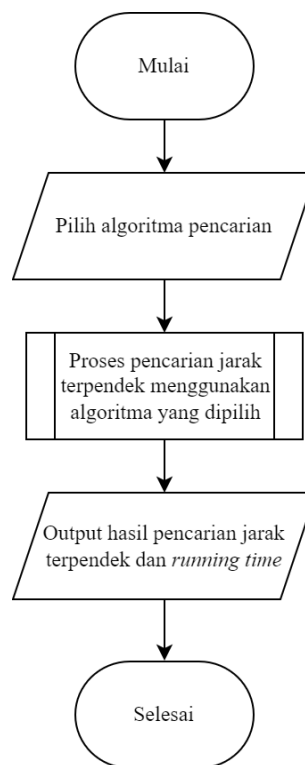 Mulai
Pilih algoritma pencarian
Proses pencarian jarak
terpendek menggunakan
algoritma yang dipilih
Output hasil pencarian jarak
terpendek dan running time
Selesai